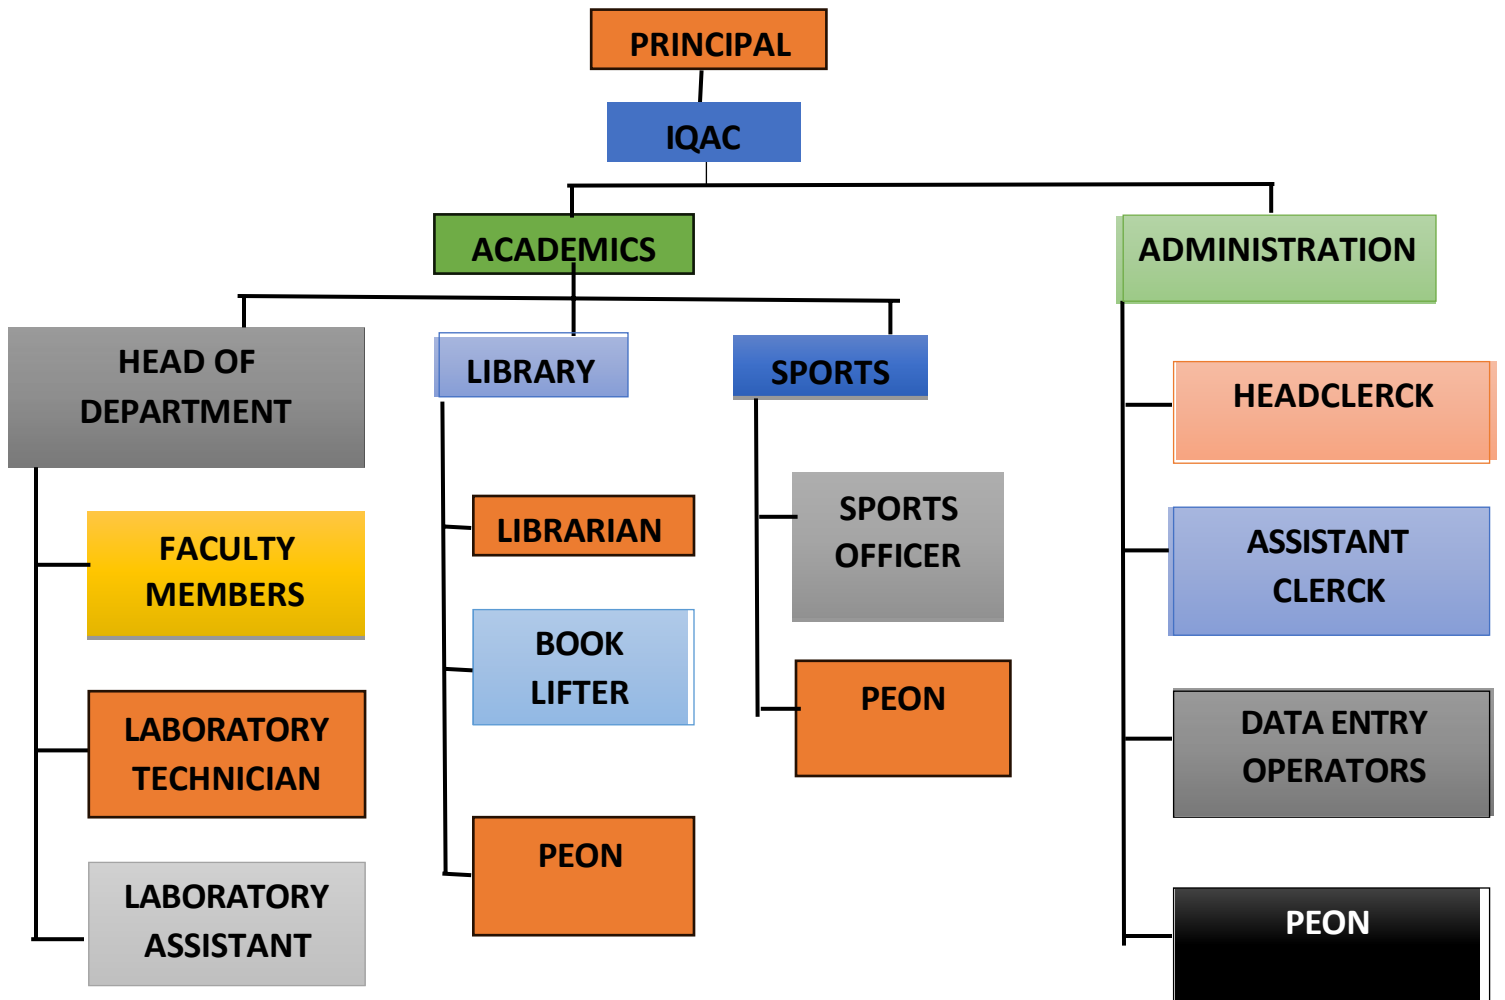 PRINCIPAL
IQAC
ACADEMICS
ADMINISTRATION
HEAD OF
DEPARTMENT
LIBRARY
SPORTS
FACULTY
MEMBERS
LABORATORY
TECHNICIAN
LABORATORY
ASSISTANT
LIBRARIAN
BOOK
LIFTER
PEON
SPORTS
OFFICER
PEON
HEADCLERCK
ASSISTANT
CLERCK
DATA ENTRY
OPERATORS
PEON